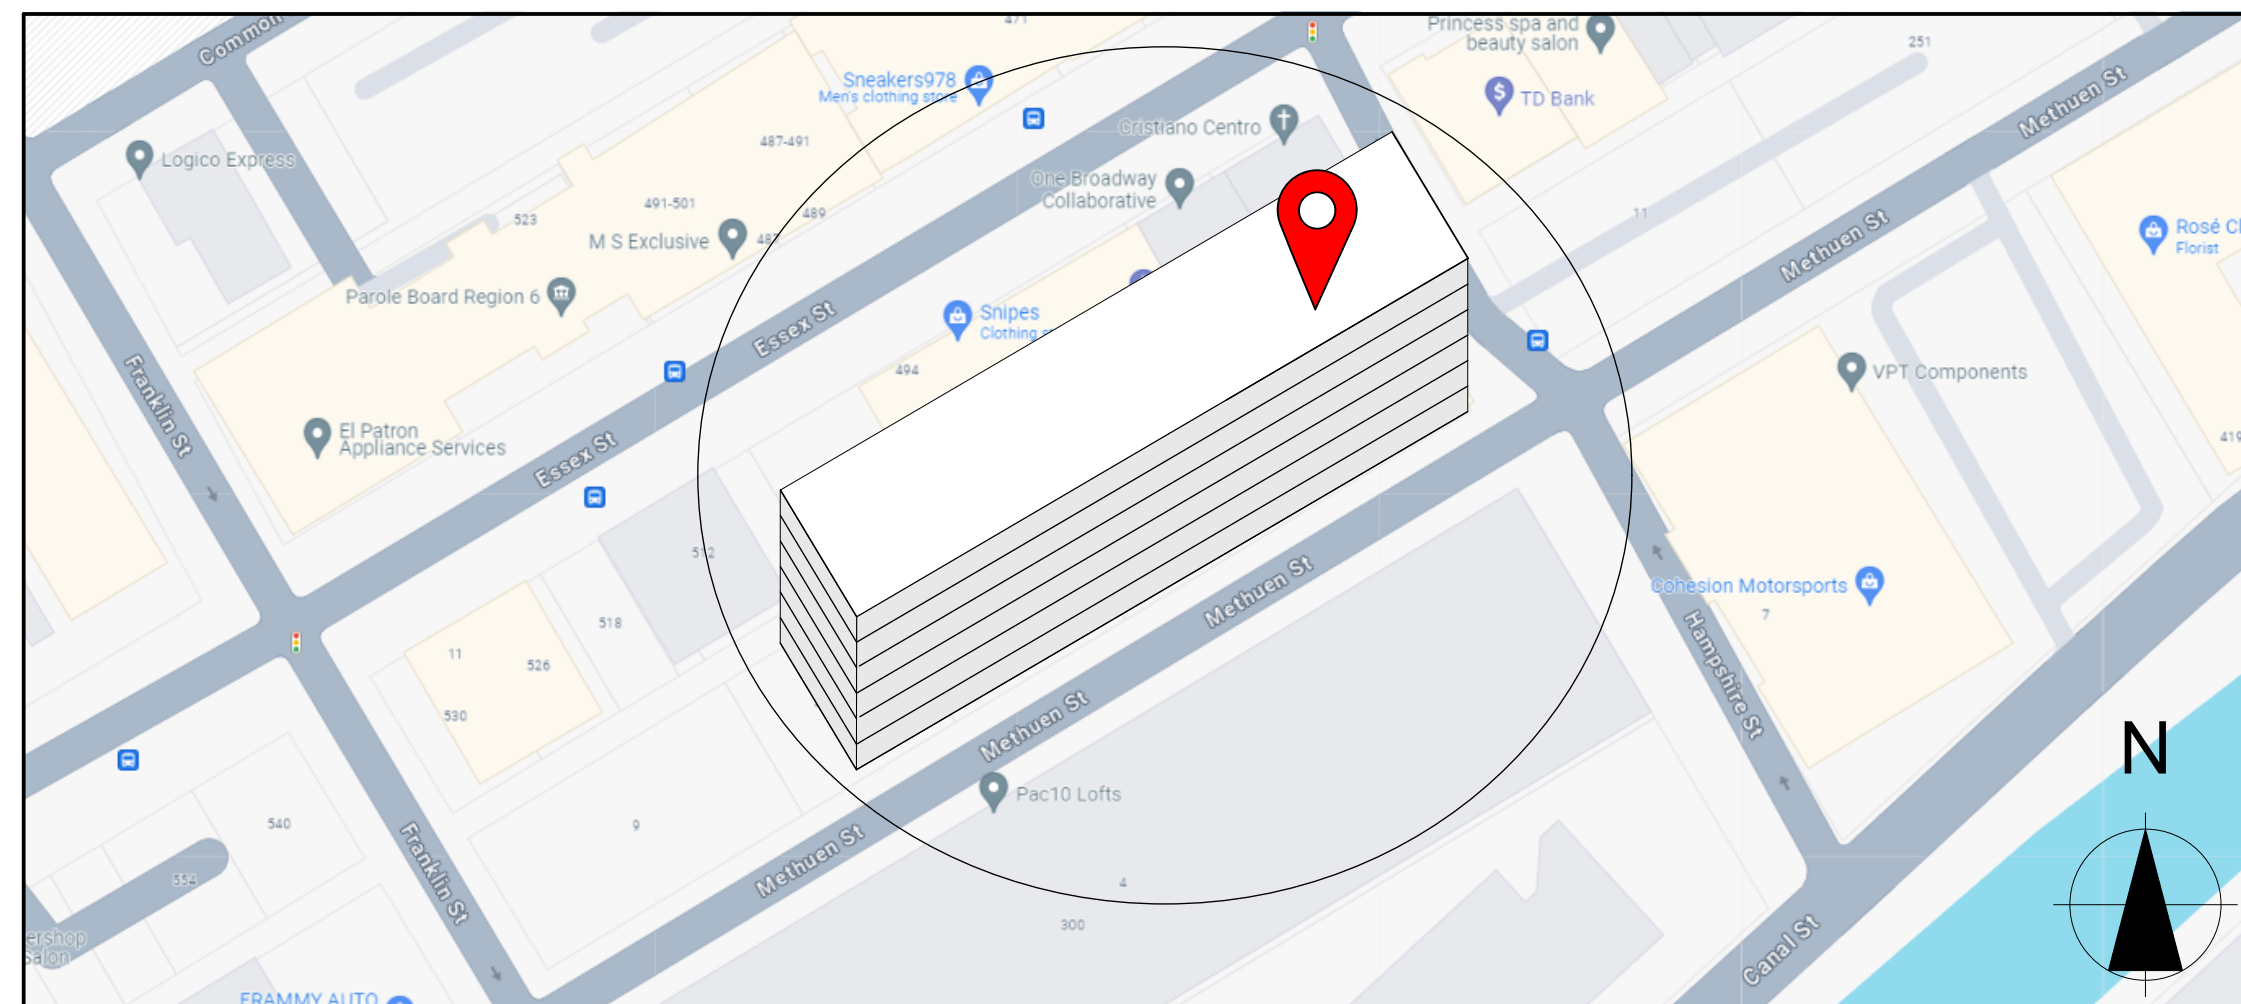 Common
471
Princess spa and
beauty salon
251
Sneakers978
Men's clothing store
TD Bank
Methuen St
Cristiano Centro
487-491
Logico Express
One Broadway
Collaborative
491-501
489
523
11
M S Exclusive
487
Methuen St
Florist
Parole Board Region 6
Snipes
Clothing
Essex St
494
VPT Components
Franklin St
El Patron
Appliance Services
Essex St
419
512
Methuen St
Cohesion Motorsports
7
518
11
526
Hampshire St
530
Methuen St
N
Pac10 Lofts
540
9
Methuen St
Franklin St
554
4
300
Canal St
FRAMMY AUTO